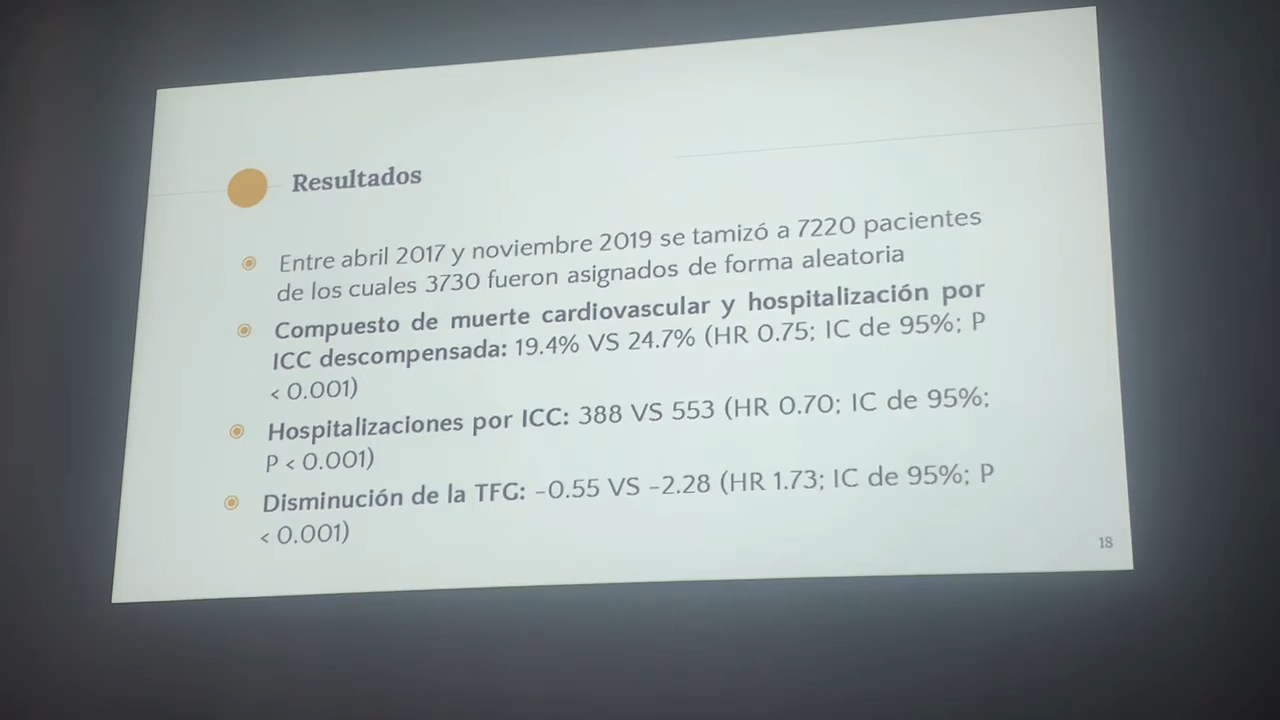 Resultados
Entre abril 2017 y noviembre 2019 se tamizó a 7220 pacientes
de los cuales 3730 fueron asignados de forma aleatoria
Compuesto de muerte cardiovascular y hospitalización por
ICC descompensada: 19.4% VS 24.7% (HR 0.75; IC de 95%; P
< 0.001)
Hospitalizaciones por ICC: 388 VS 553 (HR 0.70; IC de 95%;
P < 0.001)
Disminución de la TFG: -0.55 VS -2.28 (HR 1.73; IC de 95%; P
< 0.001)
18